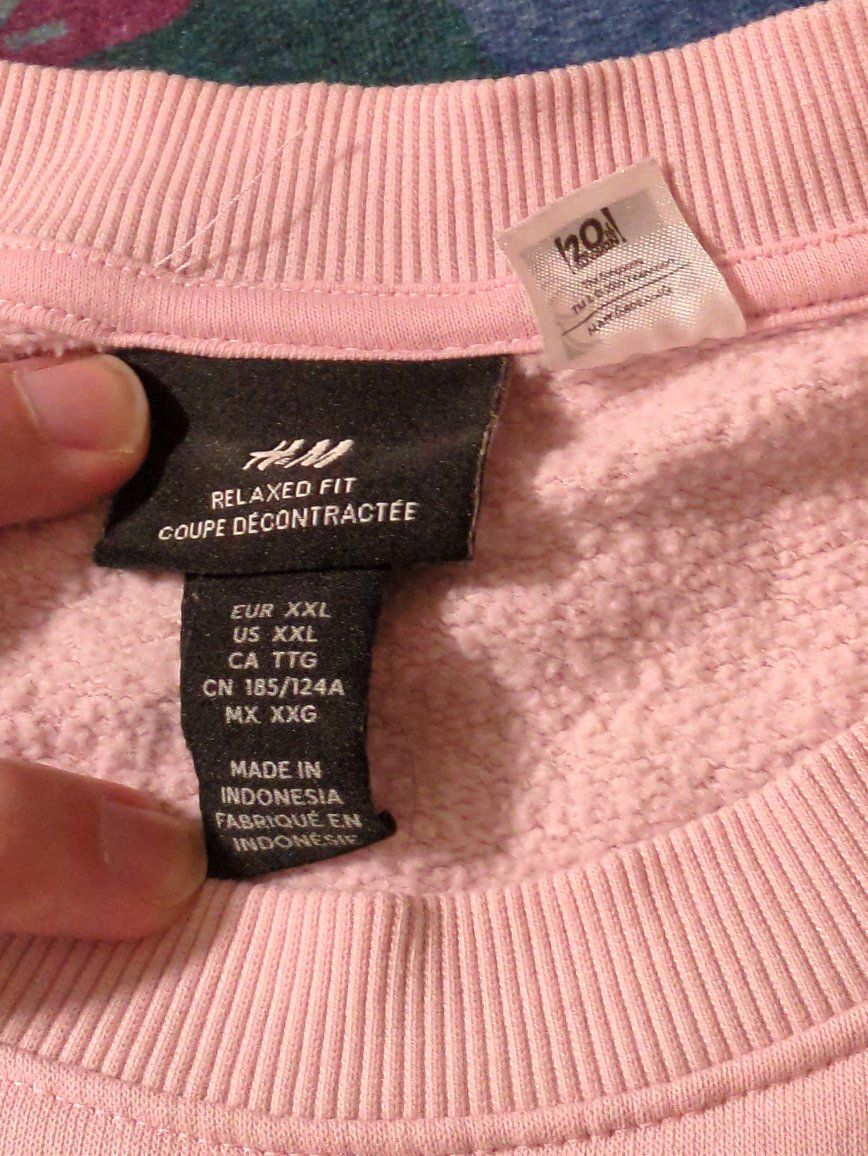 H&M
RELAXED FIT
COUPE DÉCONTRACTÉE
EUR XXL
US XXL
CA TTG
CN 185/124A
MX XXG
MADE IN
INDONESIA
FABRIQUÉ EN
INDONÉSIE